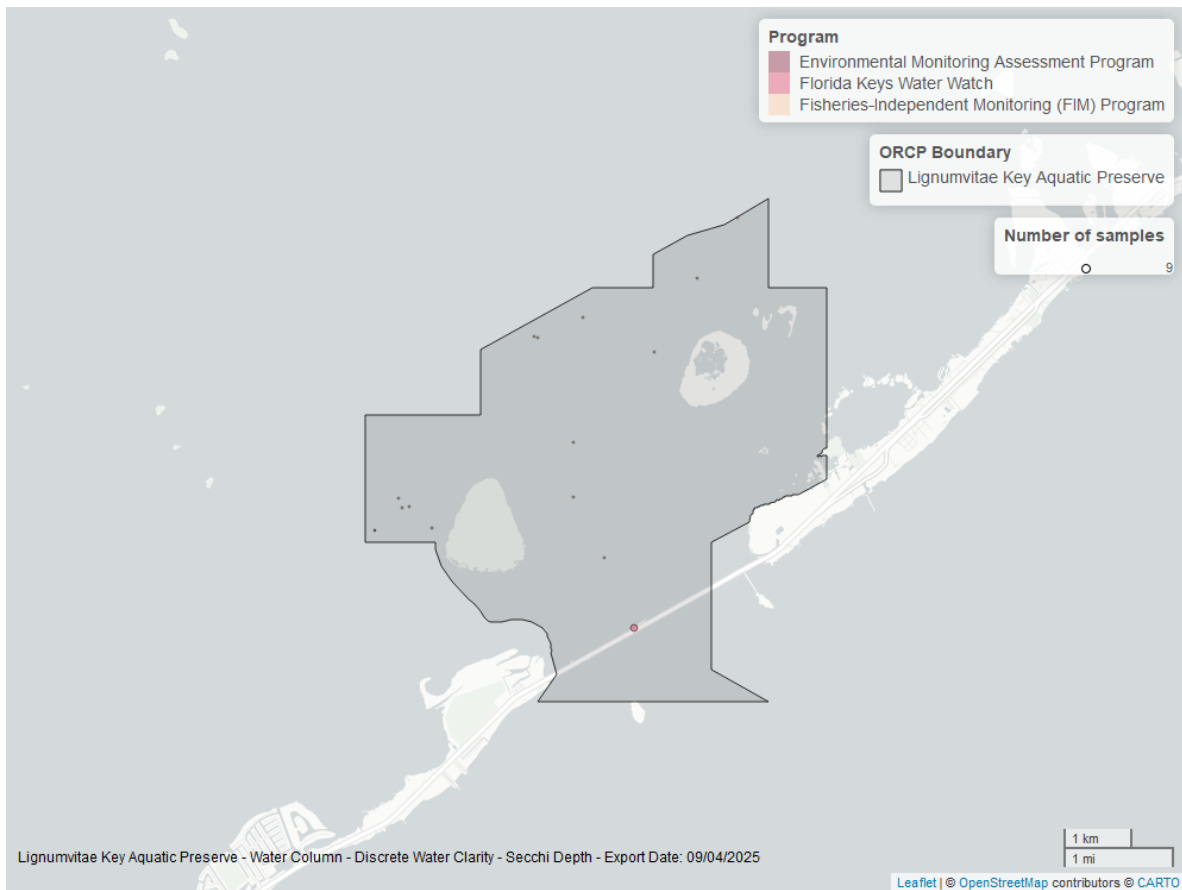 Program
Environmental Monitoring Assessment Program
Florida Keys Water Watch
Fisheries-Independent Monitoring (FIM) Program
ORCP Boundary
Lignumvitae Key Aquatic Preserve
Number of samples
9
Lignumvitae Key Aquatic Preserve - Water Column - Discrete Water Clarity - Secchi Depth - Export Date: 09/04/2025
1 km
1 mi
Leaflet | © OpenStreetMap contributors © CARTO